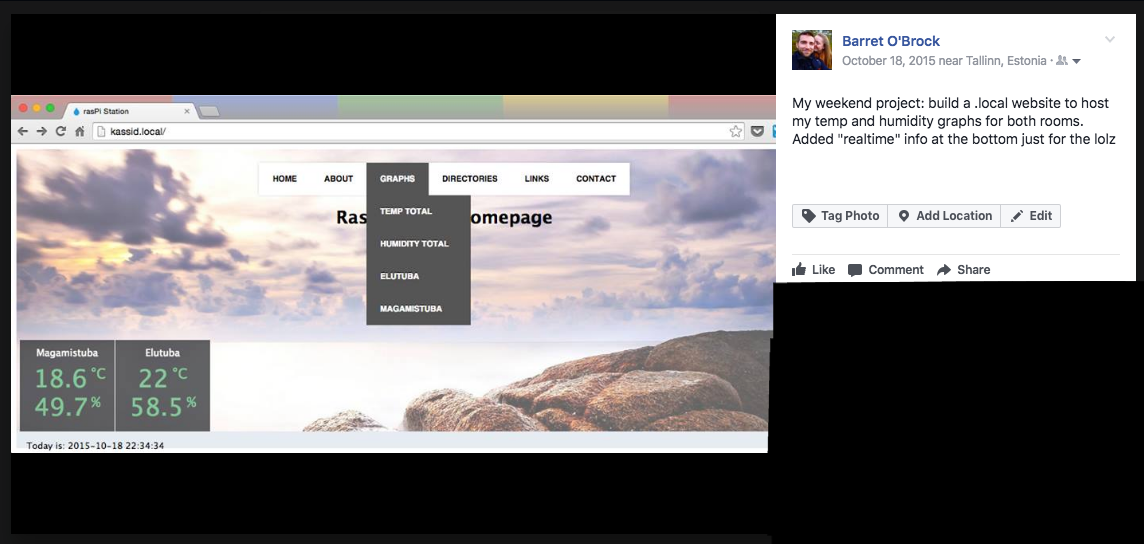 rasPi Station
kassid.local/
HOME ABOUT GRAPHS DIRECTORIES LINKS CONTACT
Ras omepage
TEMP TOTAL
HUMIDITY TOTAL
ELUTUBA
MAGAMISTUBA
Magamistuba Elutuba
18.6 °C 22 °C
49.7 % 58.5 %
Today is: 2015-10-18 22:34:34
Barret O'Brock
October 18, 2015 near Tallinn, Estonia ·
My weekend project: build a .local website to host
my temp and humidity graphs for both rooms.
Added "realtime" info at the bottom just for the lolz
Tag Photo Add Location Edit
Like Comment Share